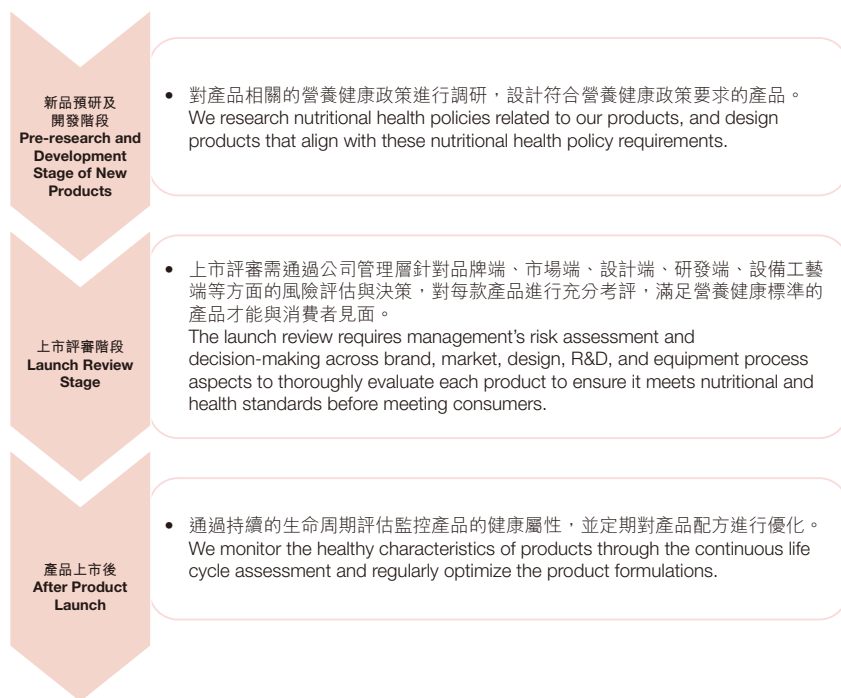 新品預研及
開發階段
Pre-research and
Development
Stage of New
Products
• 對產品相關的營養健康政策進行調研，設計符合營養健康政策要求的產品。
We research nutritional health policies related to our products, and design
products that align with these nutritional health policy requirements.
上市評審階段
Launch Review
Stage
• 上市評審需通過公司管理層針對品牌端、市場端、設計端、研發端、設備工藝
端等方面的風險評估與決策，對每款產品進行充分考評，滿足營養健康標準的
產品才能與消費者見面。
The launch review requires management’s risk assessment and
decision-making across brand, market, design, R&D, and equipment process
aspects to thoroughly evaluate each product to ensure it meets nutritional and
health standards before meeting consumers.
產品上市後
After Product
Launch
• 通過持續的生命周期評估監控產品的健康屬性，並定期對產品配方進行優化。
We monitor the healthy characteristics of products through the continuous life
cycle assessment and regularly optimize the product formulations.